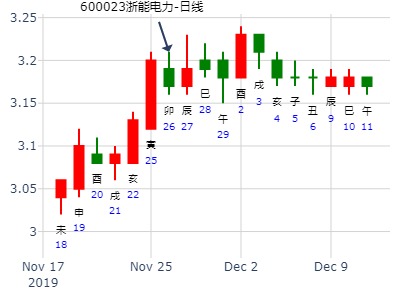 600023浙能电力-日线
3.25
3.2
3.15
3.1
3.05
3
未
18
申
19
酉
20
戌
21
亥
22
寅
25
卯
26
辰
27
巳
28
午
29
酉
2
戌
3
亥
4
子
5
丑
6
辰
9
巳
10
午
11
Nov 17
2019
Nov 25
Dec 2
Dec 9